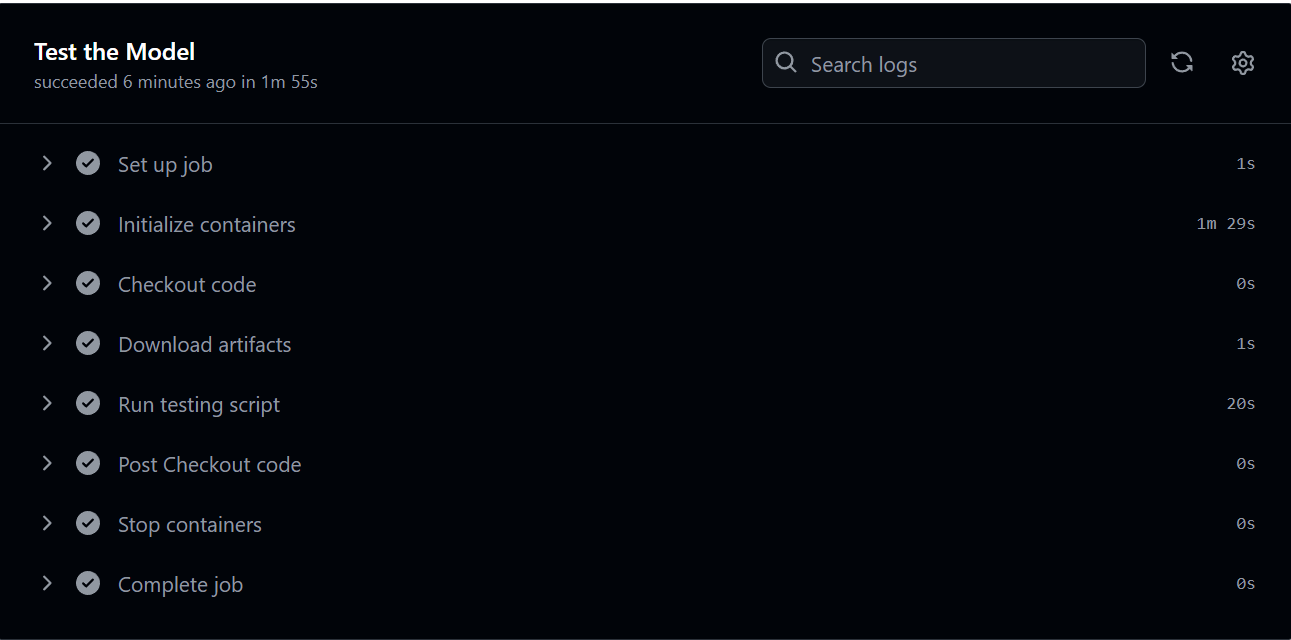 Test the Model
succeeded 6 minutes ago in 1m 55s
Search logs
Set up job 1s
Initialize containers 1m 29s
Checkout code 0s
Download artifacts 1s
Run testing script 20s
Post Checkout code 0s
Stop containers 0s
Complete job 0s